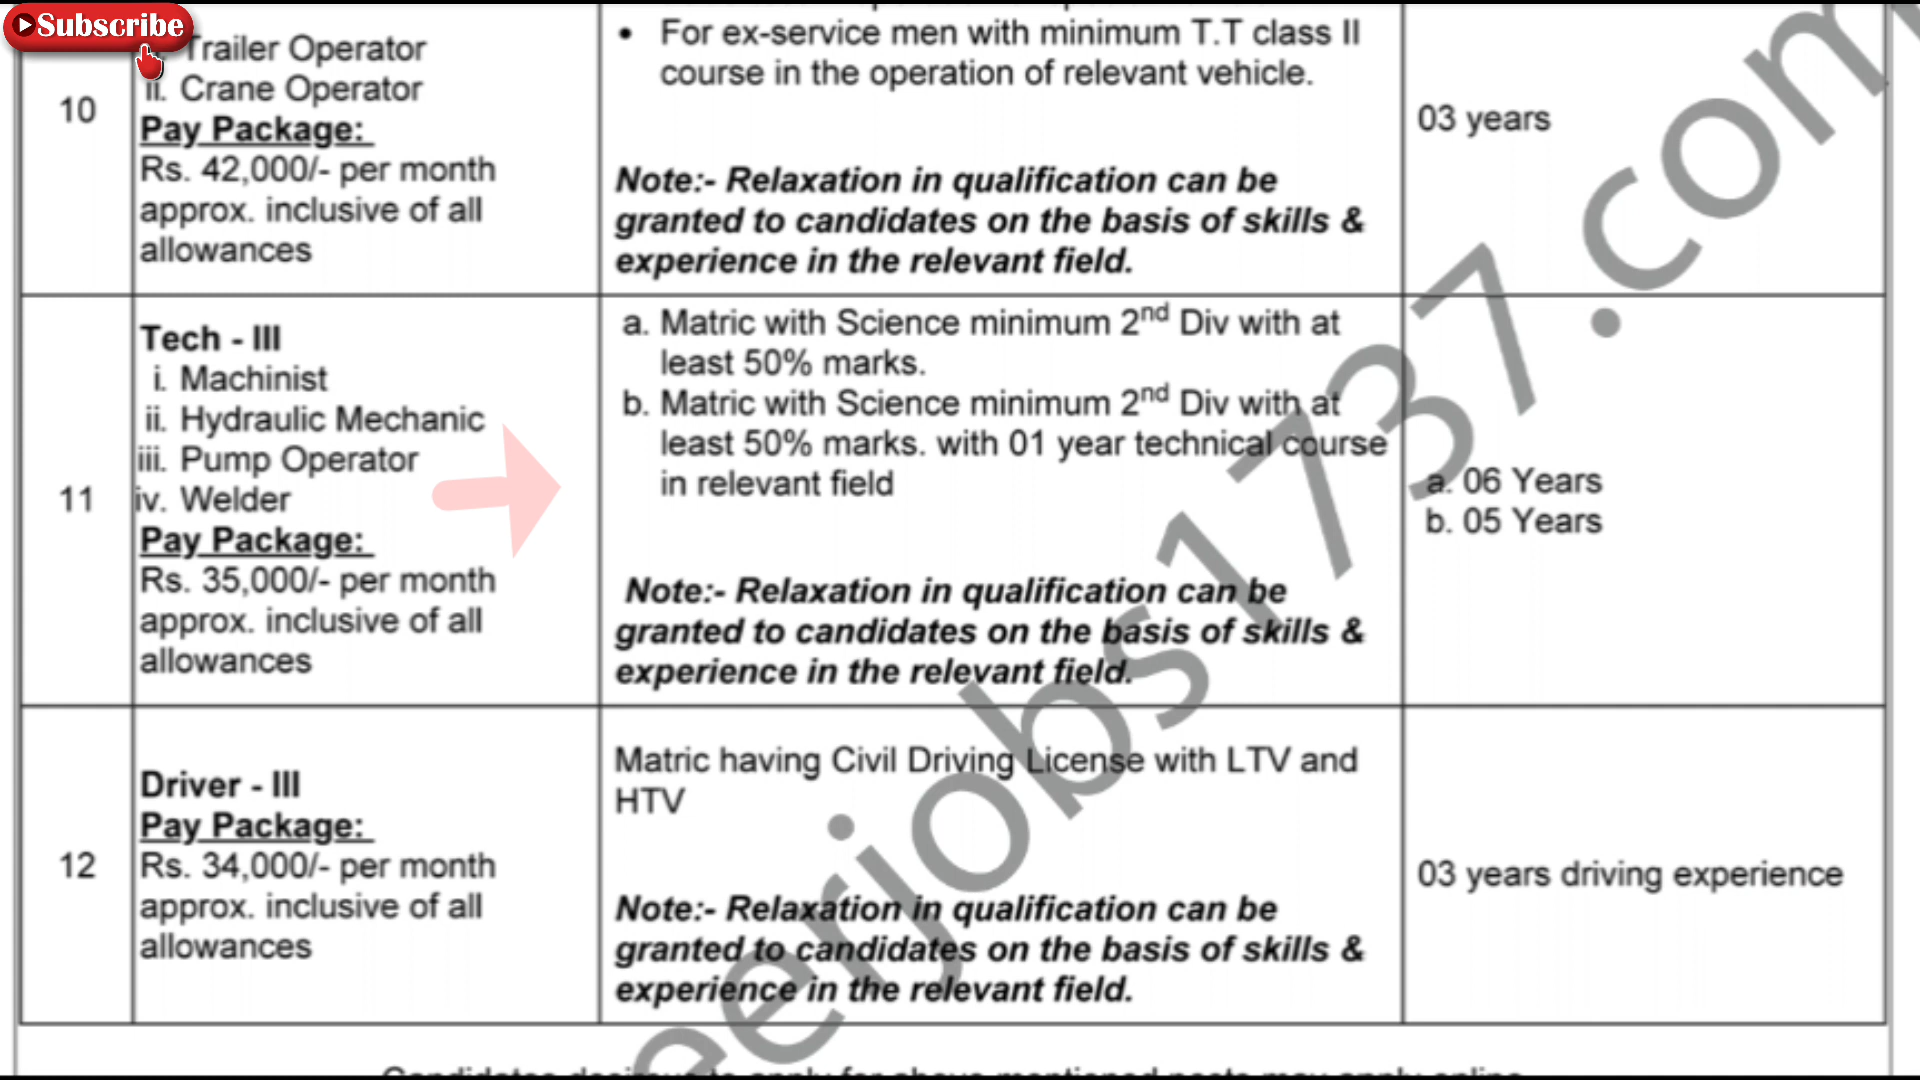 Subscribe
10
Trailer Operator
ii. Crane Operator
Pay Package:
Rs. 42,000/- per month
approx. inclusive of all
allowances
• For ex-service men with minimum T.T class II
course in the operation of relevant vehicle.
Note:- Relaxation in qualification can be
granted to candidates on the basis of skills &
experience in the relevant field.
03 years
11
Tech - III
i. Machinist
ii. Hydraulic Mechanic
iii. Pump Operator
iv. Welder
Pay Package:
Rs. 35,000/- per month
approx. inclusive of all
allowances
a. Matric with Science minimum 2nd Div with at
least 50% marks.
b. Matric with Science minimum 2nd Div with at
least 50% marks. with 01 year technical course
in relevant field
Note:- Relaxation in qualification can be
granted to candidates on the basis of skills &
experience in the relevant field.
a. 06 Years
b. 05 Years
12
Driver - III
Pay Package:
Rs. 34,000/- per month
approx. inclusive of all
allowances
Matric having Civil Driving License with LTV and
HTV
Note:- Relaxation in qualification can be
granted to candidates on the basis of skills &
experience in the relevant field.
03 years driving experience
eerjobs1737.com